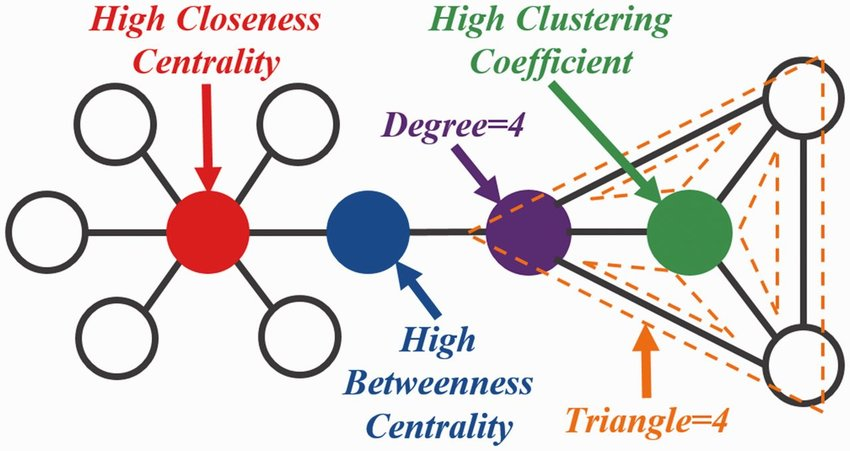 High Closeness
Centrality
High Clustering
Coefficient
Degree=4
High
Betweenness
Centrality
Triangle=4